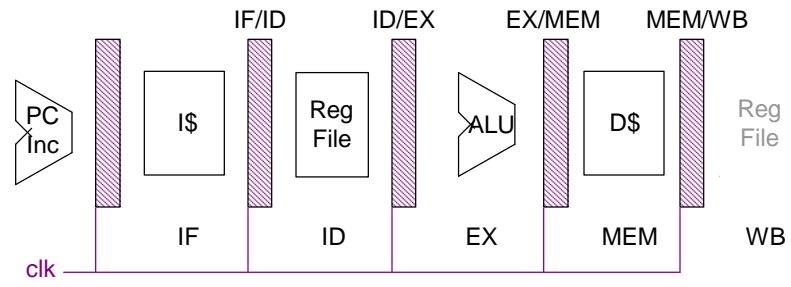 IF/ID ID/EX EX/MEM MEM/WB
PC
Inc
I$
Reg
File
ALU
D$
Reg
File
IF ID EX MEM WB
clk